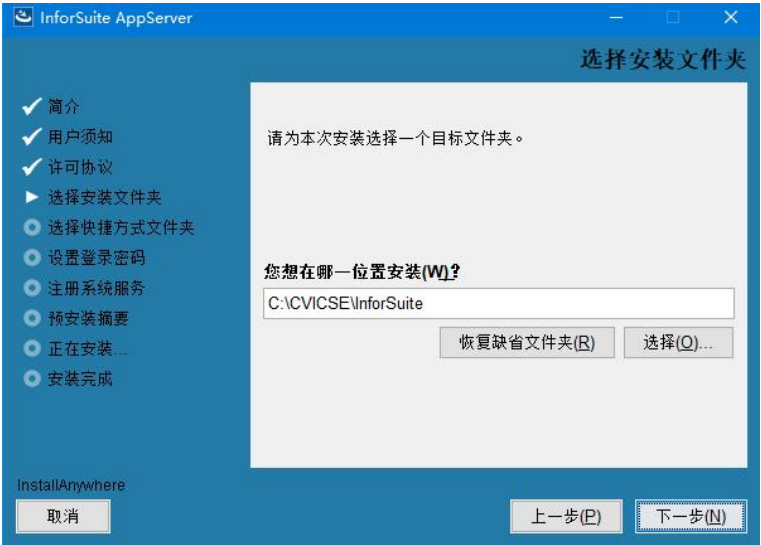 InforSuite AppServer
选择安装文件夹
简介
用户须知
许可协议
选择安装文件夹
选择快捷方式文件夹
设置登录密码
注册系统服务
预安装摘要
正在安装...
安装完成
请为本次安装选择一个目标文件夹。
您想在哪一位置安装(W)?
C:\CVICSE\InforSuite
恢复缺省文件夹(R)
选择(O)...
InstallAnywhere
取消
上一步(P)
下一步(N)